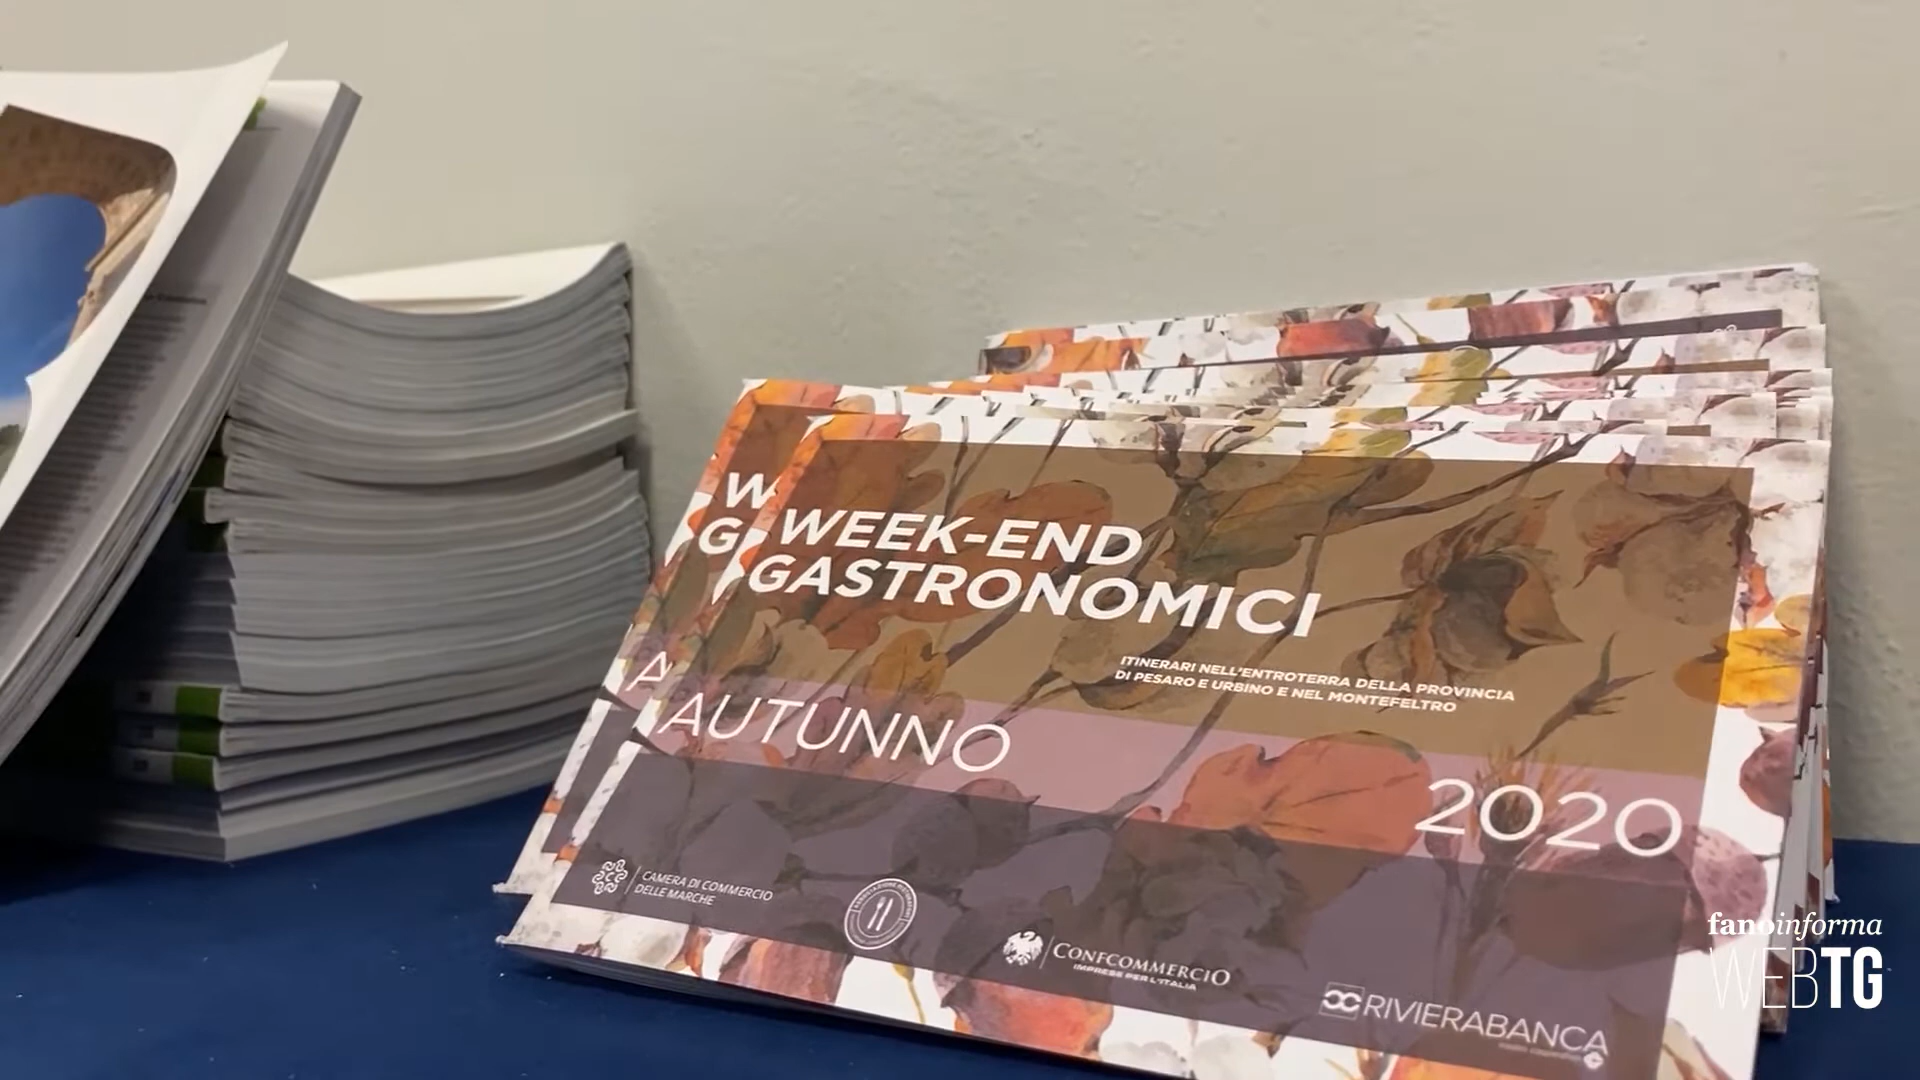 W
G
A
WEEK-END
GASTRONOMICI
ITINERARI NELL'ENTROTERRA DELLA PROVINCIA
DI PESARO E URBINO E NEL MONTEFELTRO
AUTUNNO
2020
CAMERA DI COMMERCIO
DELLE MARCHE
CONFCOMMERCIO
IMPRESE PER L'ITALIA
RIVIERABANCA
fanoinforma
WEBTG